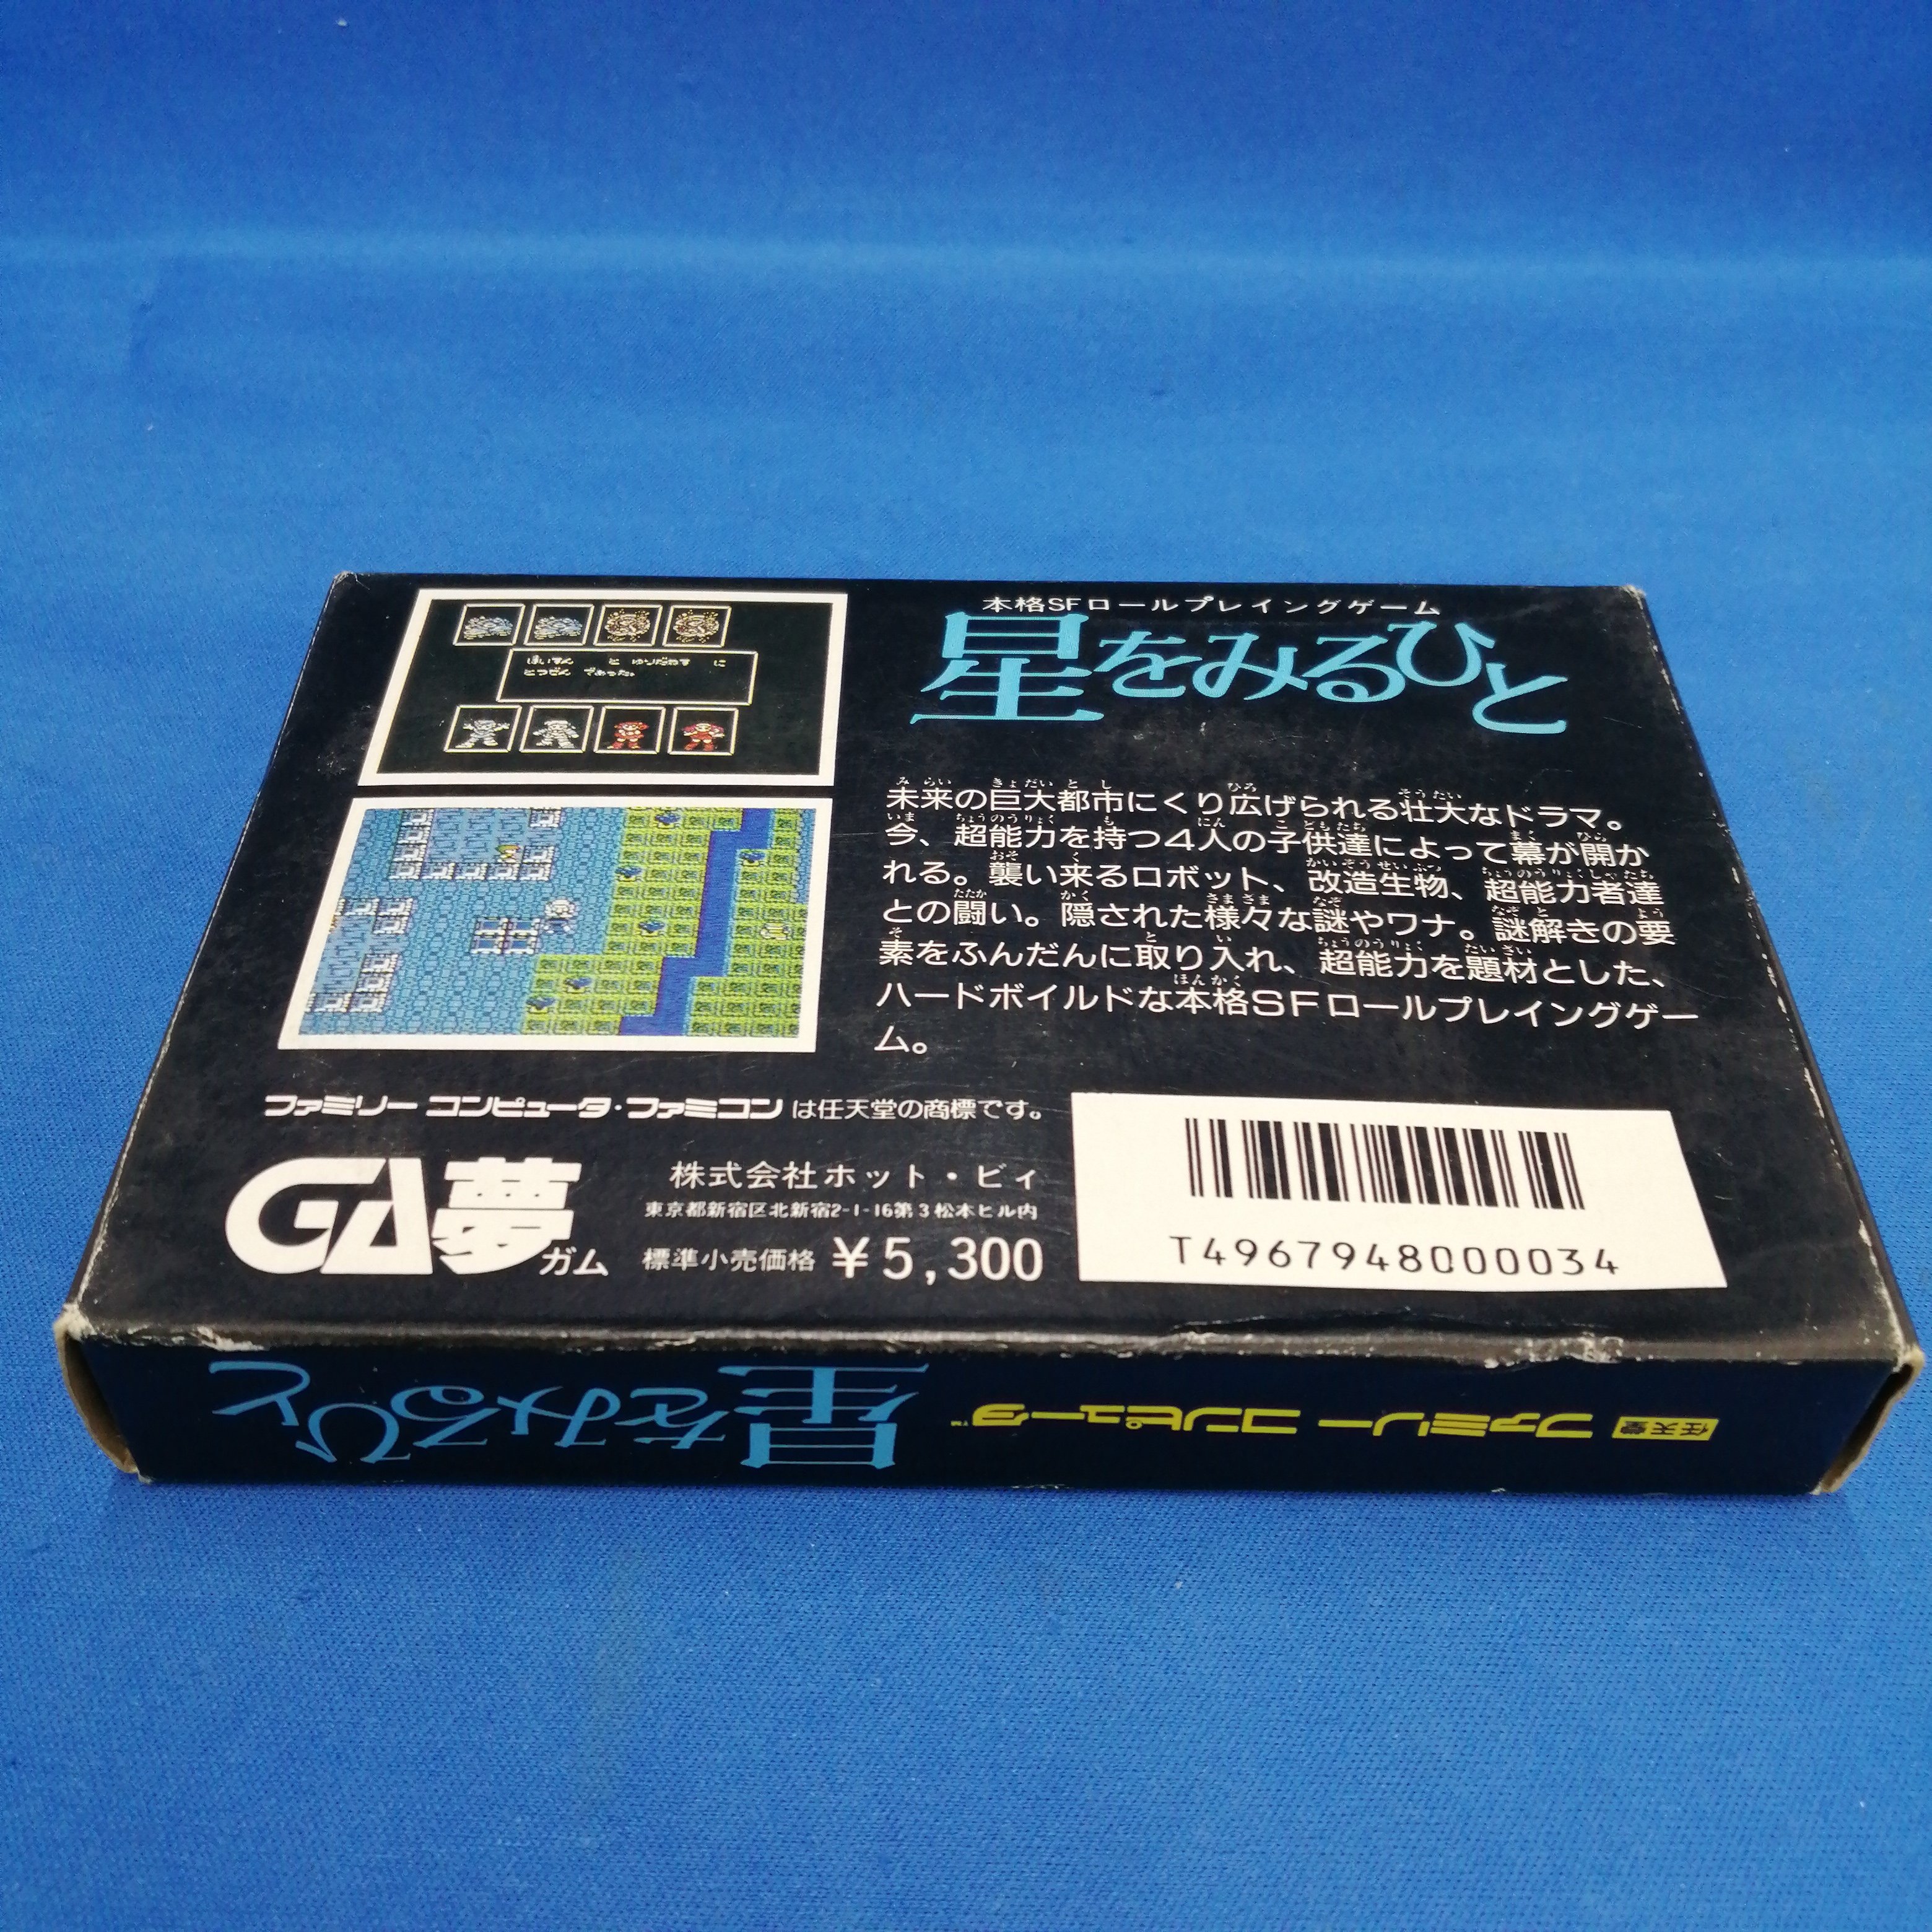 本格SFロールプレイングゲーム
星をみるひと
とつぜん であった。
未来の巨大都市にくり広げられる壮大なドラマ。
今、超能力を持つ4人の子供達によって幕が開か
れる。襲い来るロボット、改造生物、超能力者達
との闘い。隠された様々な謎やワナ。謎解きの要
素をふんだんに取り入れ、超能力を題材とした、
ハードボイルドな本格SFロールプレイングゲー
ム。
ファミリー コンピュータ・ファミコン は任天堂の商標です。
GA夢
ガム
株式会社ホット・ビィ
東京都新宿区北新宿2-1-16第3松本ビル内
標準小売価格 ¥5,300
T4967948000034
任天堂 ファミリー コンピュータ™ 星をみるひと